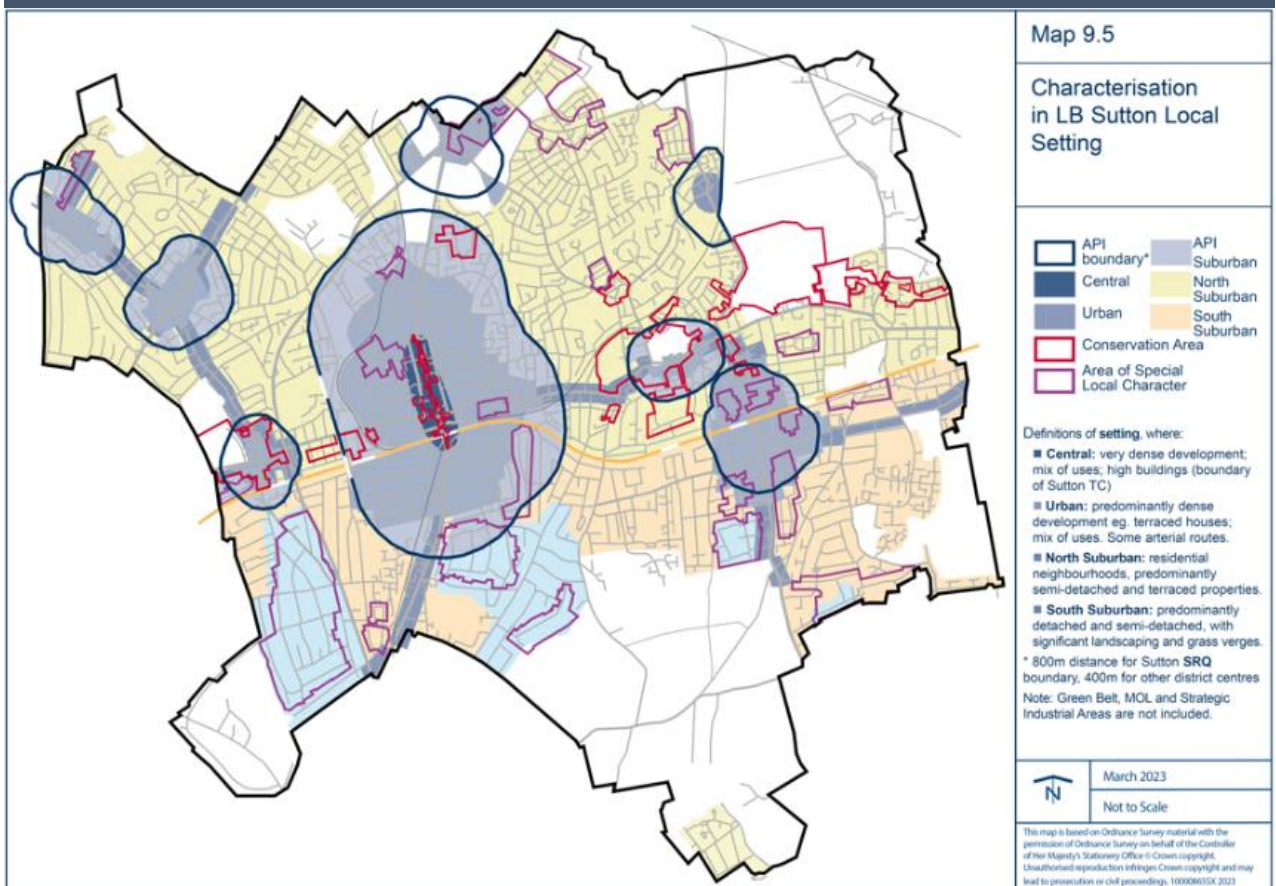 Map 9.5
Characterisation
in LB Sutton Local
Setting
API
boundary*
API
Suburban
Central
North
Suburban
Urban
South
Suburban
Conservation Area
Area of Special
Local Character
Definitions of setting, where:
■ Central: very dense development;
mix of uses; high buildings (boundary
of Sutton TC)
■ Urban: predominantly dense
development eg. terraced houses;
mix of uses. Some arterial routes.
■ North Suburban: residential
neighbourhoods, predominantly
semi-detached and terraced properties.
■ South Suburban: predominantly
detached and semi-detached, with
significant landscaping and grass verges.
* 800m distance for Sutton SRQ
boundary, 400m for other district centres
Note: Green Belt, MOL and Strategic
Industrial Areas are not included.
N
March 2023
Not to Scale
This map is based on Ordnance Survey material with the
permission of Ordnance Survey on behalf of the Controller
of Her Majesty's Stationery Office © Crown copyright.
Unauthorised reproduction infringes Crown copyright and may
lead to prosecution or civil proceedings. 100008655X 2023